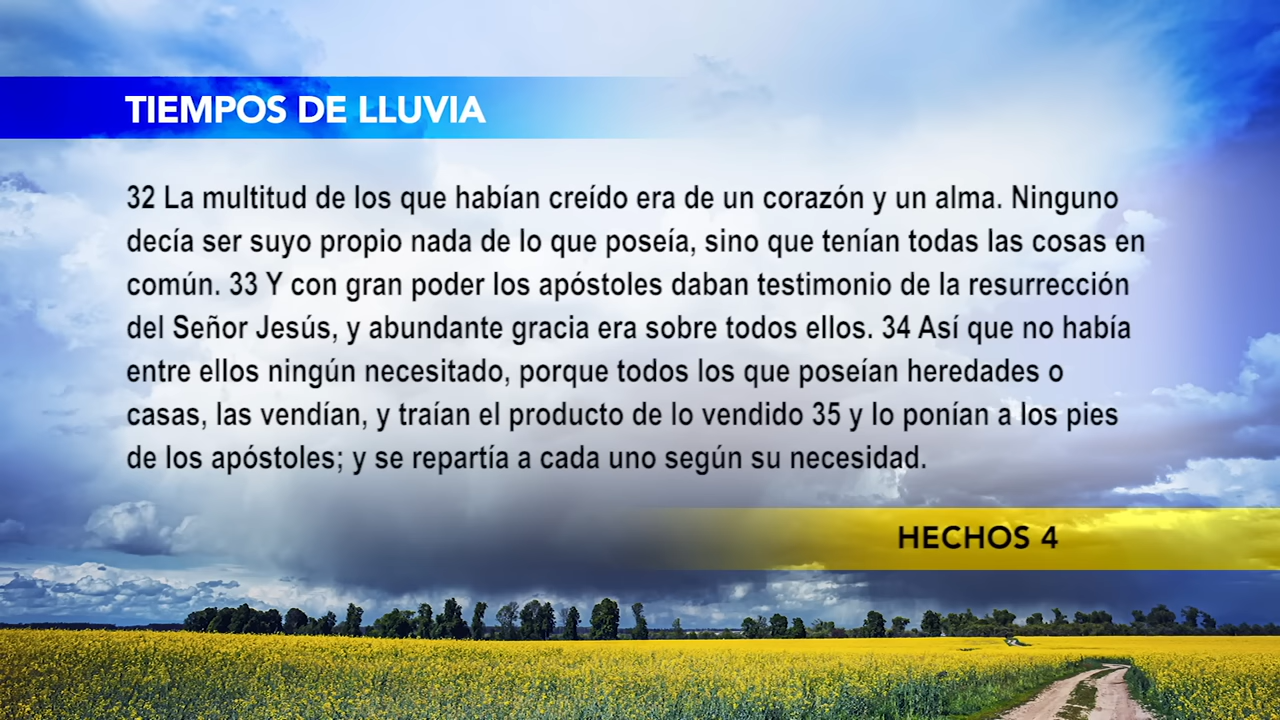 TIEMPOS DE LLUVIA
32 La multitud de los que habían creído era de un corazón y un alma. Ninguno
decía ser suyo propio nada de lo que poseía, sino que tenían todas las cosas en
común. 33 Y con gran poder los apóstoles daban testimonio de la resurrección
del Señor Jesús, y abundante gracia era sobre todos ellos. 34 Así que no había
entre ellos ningún necesitado, porque todos los que poseían heredades o
casas, las vendían, y traían el producto de lo vendido 35 y lo ponían a los pies
de los apóstoles; y se repartía a cada uno según su necesidad.
HECHOS 4